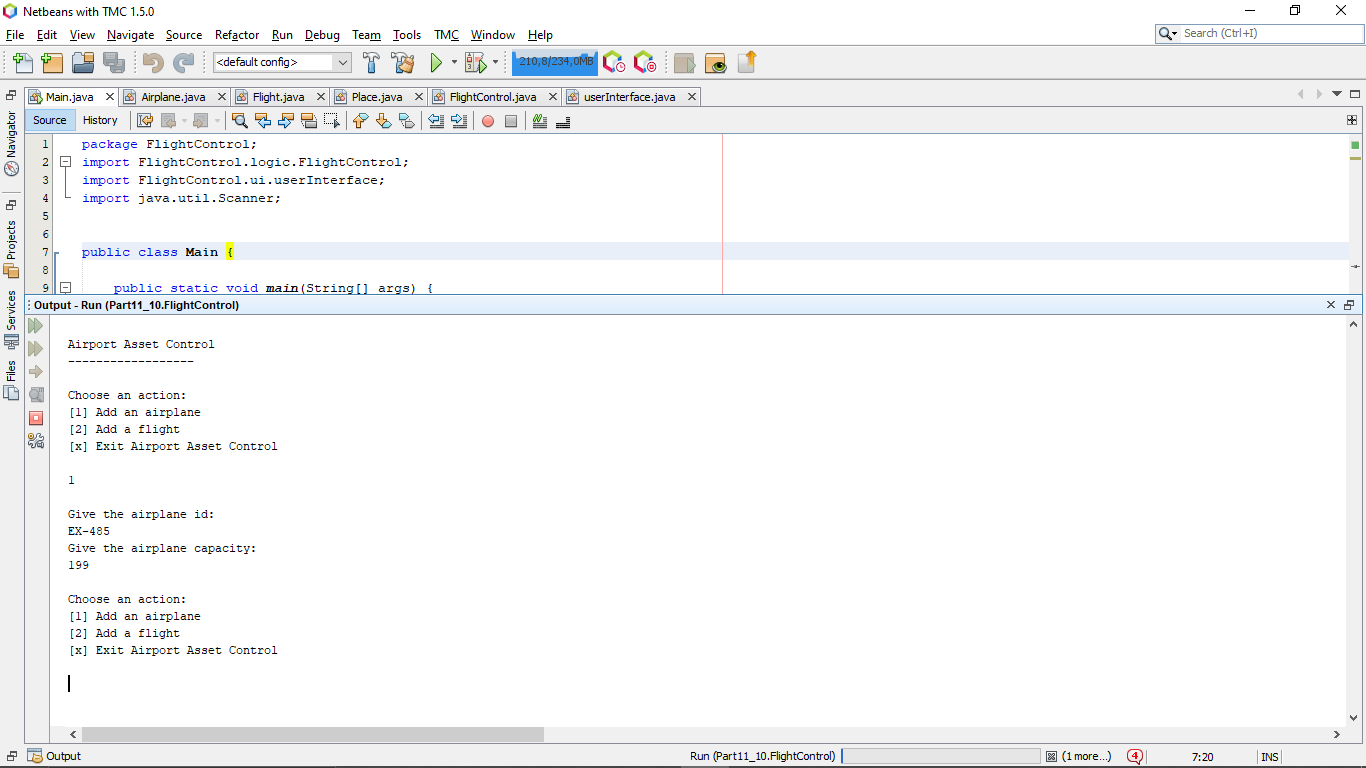 Netbeans with TMC 1.5.0
File Edit View Navigate Source Refactor Run Debug Team Tools TMC Window Help
Search (Ctrl+I)
<default config>
210,8/234,0MB
Main.java Airplane.java Flight.java Place.java FlightControl.java userInterface.java
Source History
Navigator
Projects
Services
Files
1 package FlightControl;
2 import FlightControl.logic.FlightControl;
3 import FlightControl.ui.userInterface;
4 import java.util.Scanner;
5
6
7 public class Main {
8
9 public static void main(String[] args) {
Output - Run (Part11_10.FlightControl)
Airport Asset Control
------------------
Choose an action:
[1] Add an airplane
[2] Add a flight
[x] Exit Airport Asset Control
1
Give the airplane id:
EX-485
Give the airplane capacity:
199
Choose an action:
[1] Add an airplane
[2] Add a flight
[x] Exit Airport Asset Control
Output
Run (Part11_10.FlightControl)
(1 more...)
4
7:20
INS